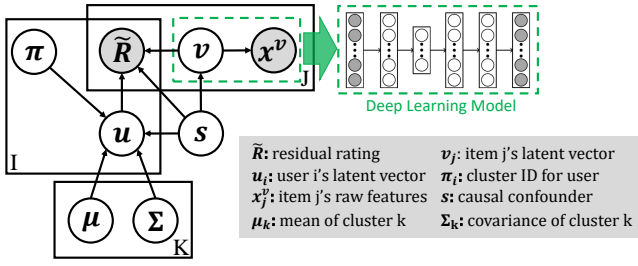 π R̃ v xᵛ J
Deep Learning Model
I u s
μ Σ K
R̃: residual rating
v_j: item j's latent vector
u_i: user i's latent vector
π_i: cluster ID for user
x_j^v: item j's raw features
s: causal confounder
μ_k: mean of cluster k
Σ_k: covariance of cluster k